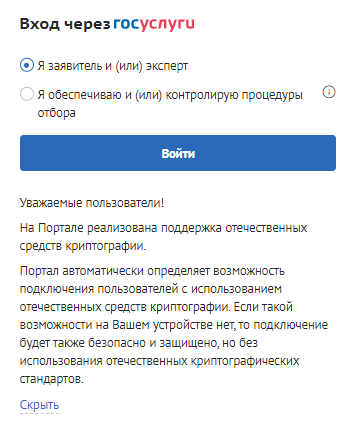 Вход через госуслуги
Я заявитель и (или) эксперт
Я обеспечиваю и (или) контролирую процедуры
отбора
Войти
Уважаемые пользователи!
На Портале реализована поддержка отечественных
средств криптографии.
Портал автоматически определяет возможность
подключения пользователей с использованием
отечественных средств криптографии. Если такой
возможности на Вашем устройстве нет, то подключение
будет также безопасно и защищено, но без
использования отечественных криптографических
стандартов.
Скрыть